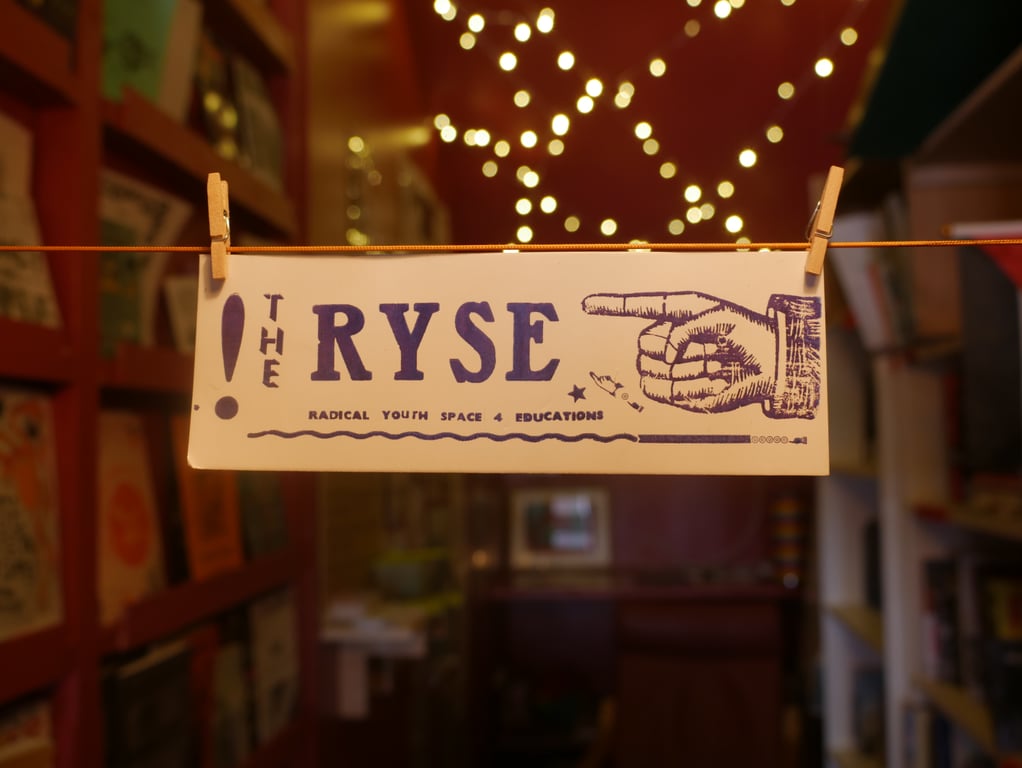 ! THE RYSE
RADICAL YOUTH SPACE 4 EDUCATIONS